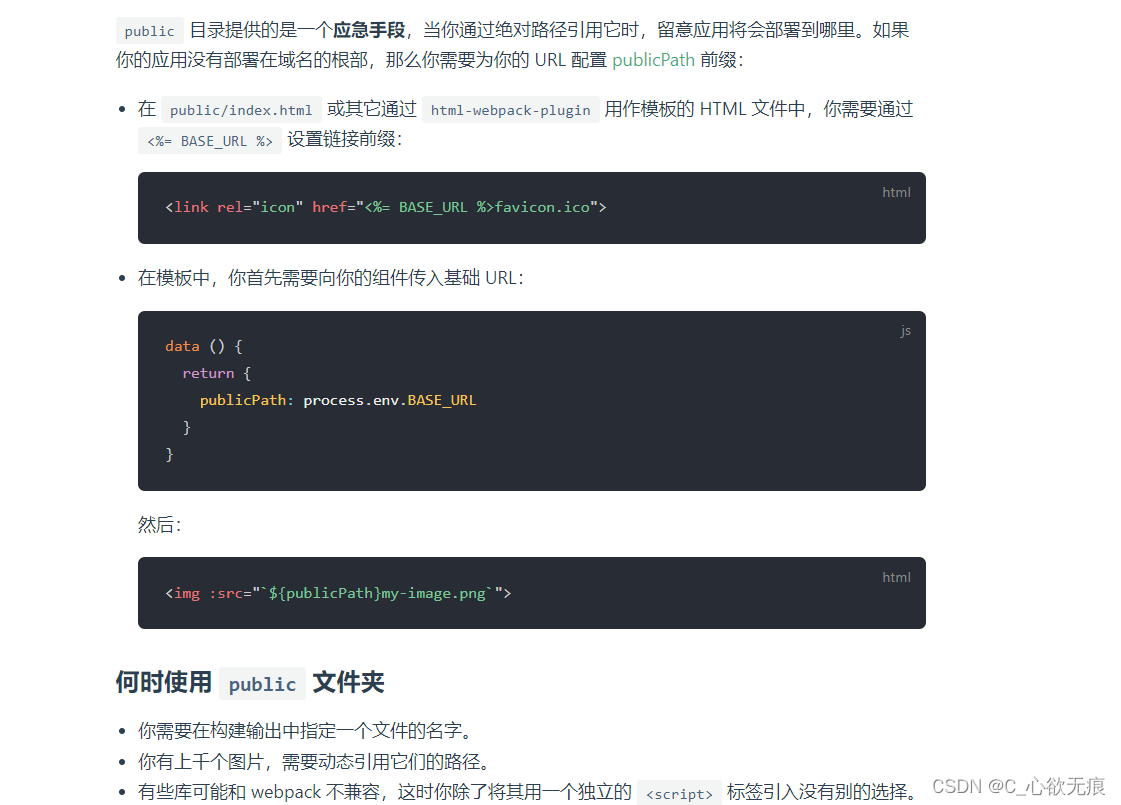 public 目录提供的是一个应急手段，当你通过绝对路径引用它时，留意应用将会部署到哪里。如果
你的应用没有部署在域名的根部，那么你需要为你的 URL 配置 publicPath 前缀：
• 在 public/index.html 或其它通过 html-webpack-plugin 用作模板的 HTML 文件中，你需要通过
<%= BASE_URL %> 设置链接前缀：
html
<link rel="icon" href="<%= BASE_URL %>favicon.ico">
• 在模板中，你首先需要向你的组件传入基础 URL：
js
data () {
  return {
    publicPath: process.env.BASE_URL
  }
}
然后：
html
<img :src="`${publicPath}my-image.png`">
何时使用 public 文件夹
• 你需要在构建输出中指定一个文件的名字。
• 你有上千个图片，需要动态引用它们的路径。
• 有些库可能和 webpack 不兼容，这时你除了将其用一个独立的 <script> 标签引入没有别的选择。
CSDN @C_心欲无痕